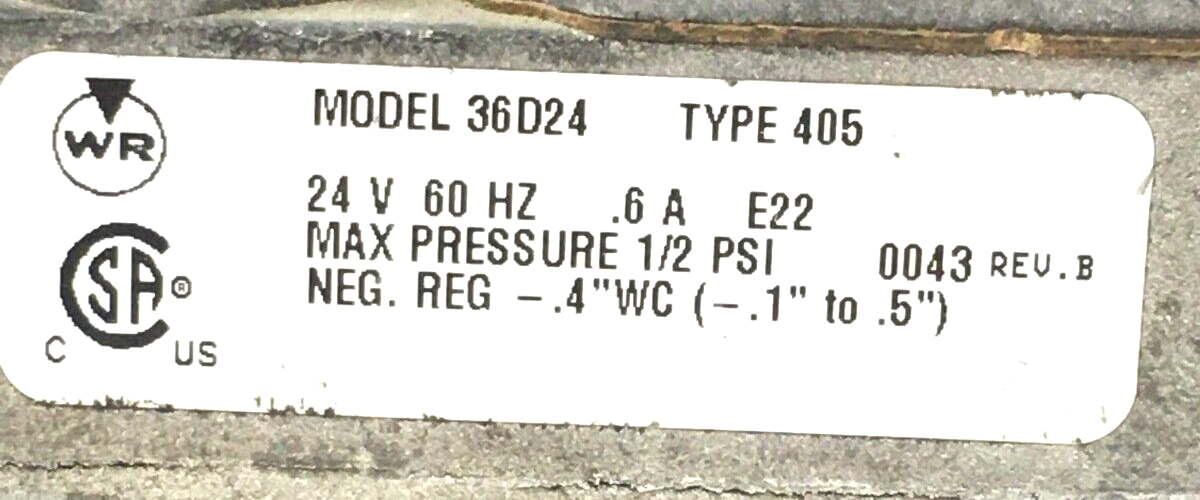 WR
MODEL 36D24 TYPE 405
24 V 60 HZ .6 A E22
MAX PRESSURE 1/2 PSI 0043 REV.B
NEG. REG -.4"WC (-.1" to .5")
CSA ®
C US